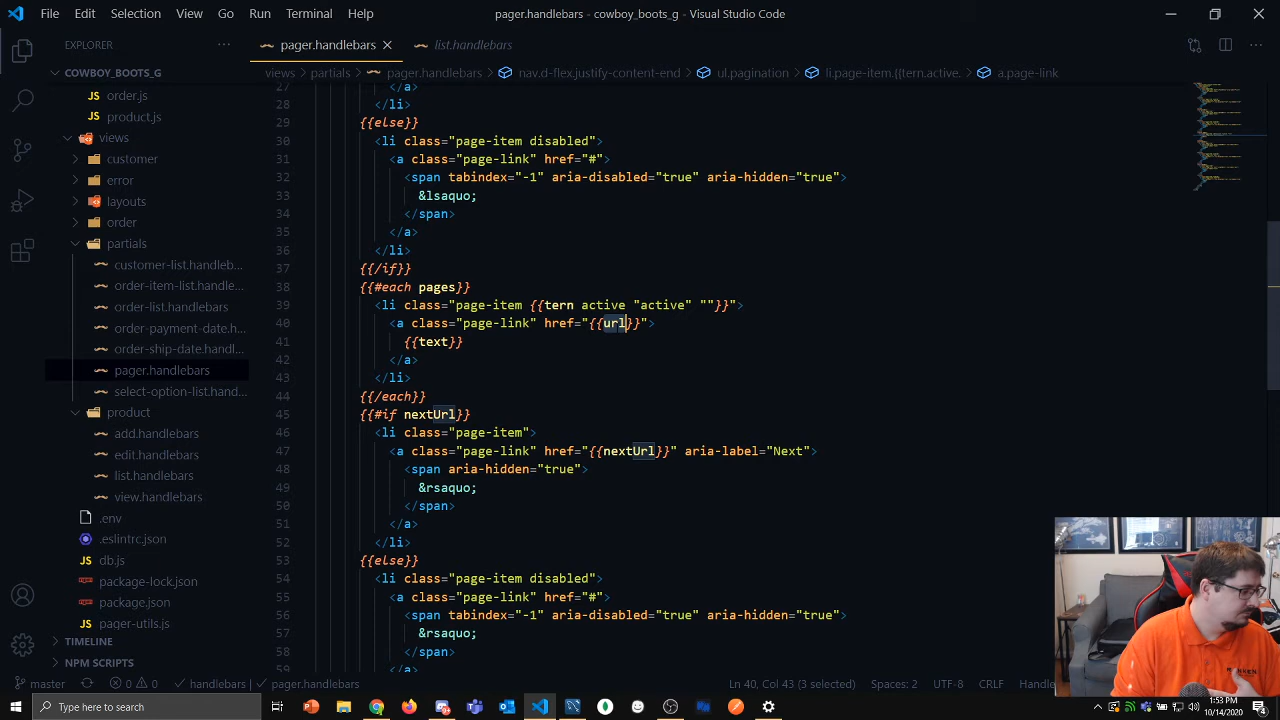 File Edit Selection View Go Run Terminal Help
pager.handlebars - cowboy_boots_g - Visual Studio Code
EXPLORER
pager.handlebars
list.handlebars
COWBOY_BOOTS_G
views > partials > pager.handlebars > nav.d-flex.justify-content-end > ul.pagination > li.page-item.{{tern.active. > a.page-link
JS order.js
JS product.js
views
customer
error
layouts
order
partials
customer-list.handleb...
order-item-list.handle...
order-list.handlebars
order-payment-date.h...
order-ship-date.handl...
pager.handlebars
select-option-list.hand...
product
add.handlebars
edit.handlebars
list.handlebars
view.handlebars
.env
.eslintrc.json
JS db.js
package-lock.json
package.json
JS pager-utils.js
TIMELINE
NPM SCRIPTS
27 </a>
28 </li>
29 {{else}}
30 <li class="page-item disabled">
31 <a class="page-link" href="#">
32 <span tabindex="-1" aria-disabled="true" aria-hidden="true">
33 &lsaquo;
34 </span>
35 </a>
36 </li>
37 {{/if}}
38 {{#each pages}}
39 <li class="page-item {{tern active "active" ""}}">
40 <a class="page-link" href="{{url}}">
41 {{text}}
42 </a>
43 </li>
44 {{/each}}
45 {{#if nextUrl}}
46 <li class="page-item">
47 <a class="page-link" href="{{nextUrl}}" aria-label="Next">
48 <span aria-hidden="true">
49 &rsaquo;
50 </span>
51 </a>
52 </li>
53 {{else}}
54 <li class="page-item disabled">
55 <a class="page-link" href="#">
56 <span tabindex="-1" aria-disabled="true" aria-hidden="true">
57 &rsaquo;
58 </span>
59 </a>
master 0 0 handlebars pager.handlebars
Ln 40, Col 43 (3 selected) Spaces: 2 UTF-8 CRLF Handle
Type here to search
1:53 PM
10/14/2020